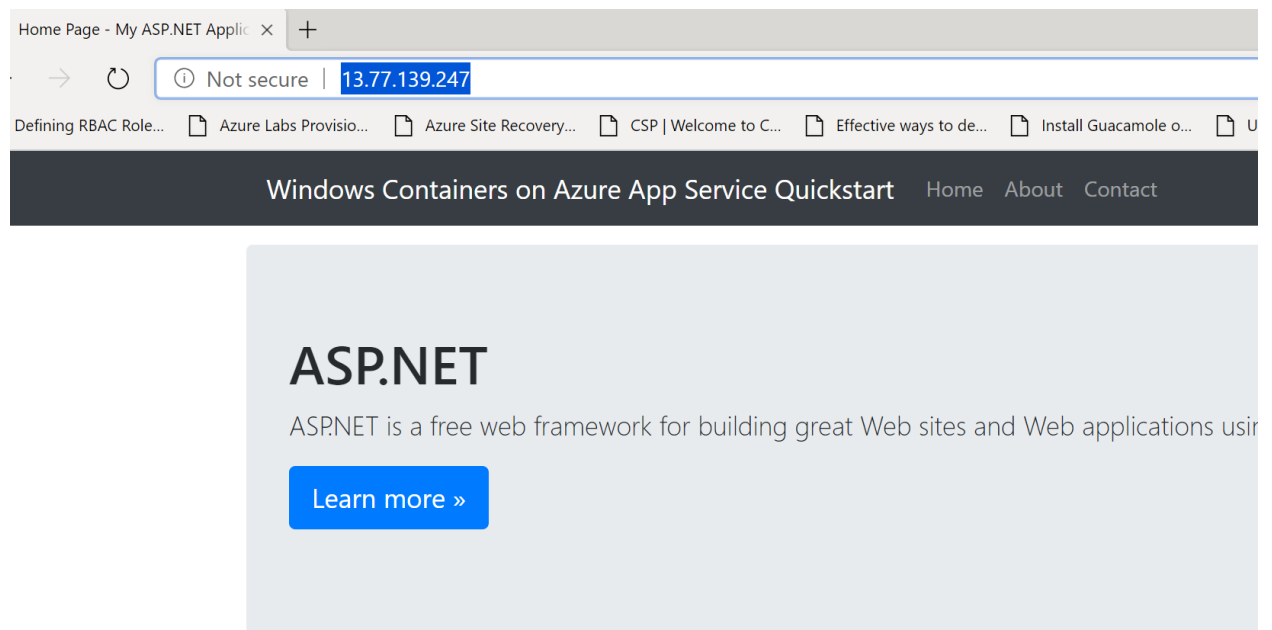 Home Page - My ASP.NET Applic
Not secure | 13.77.139.247
Defining RBAC Role... Azure Labs Provisio... Azure Site Recovery... CSP | Welcome to C... Effective ways to de... Install Guacamole o... U
Windows Containers on Azure App Service Quickstart Home About Contact
ASP.NET
ASP.NET is a free web framework for building great Web sites and Web applications usin
Learn more »